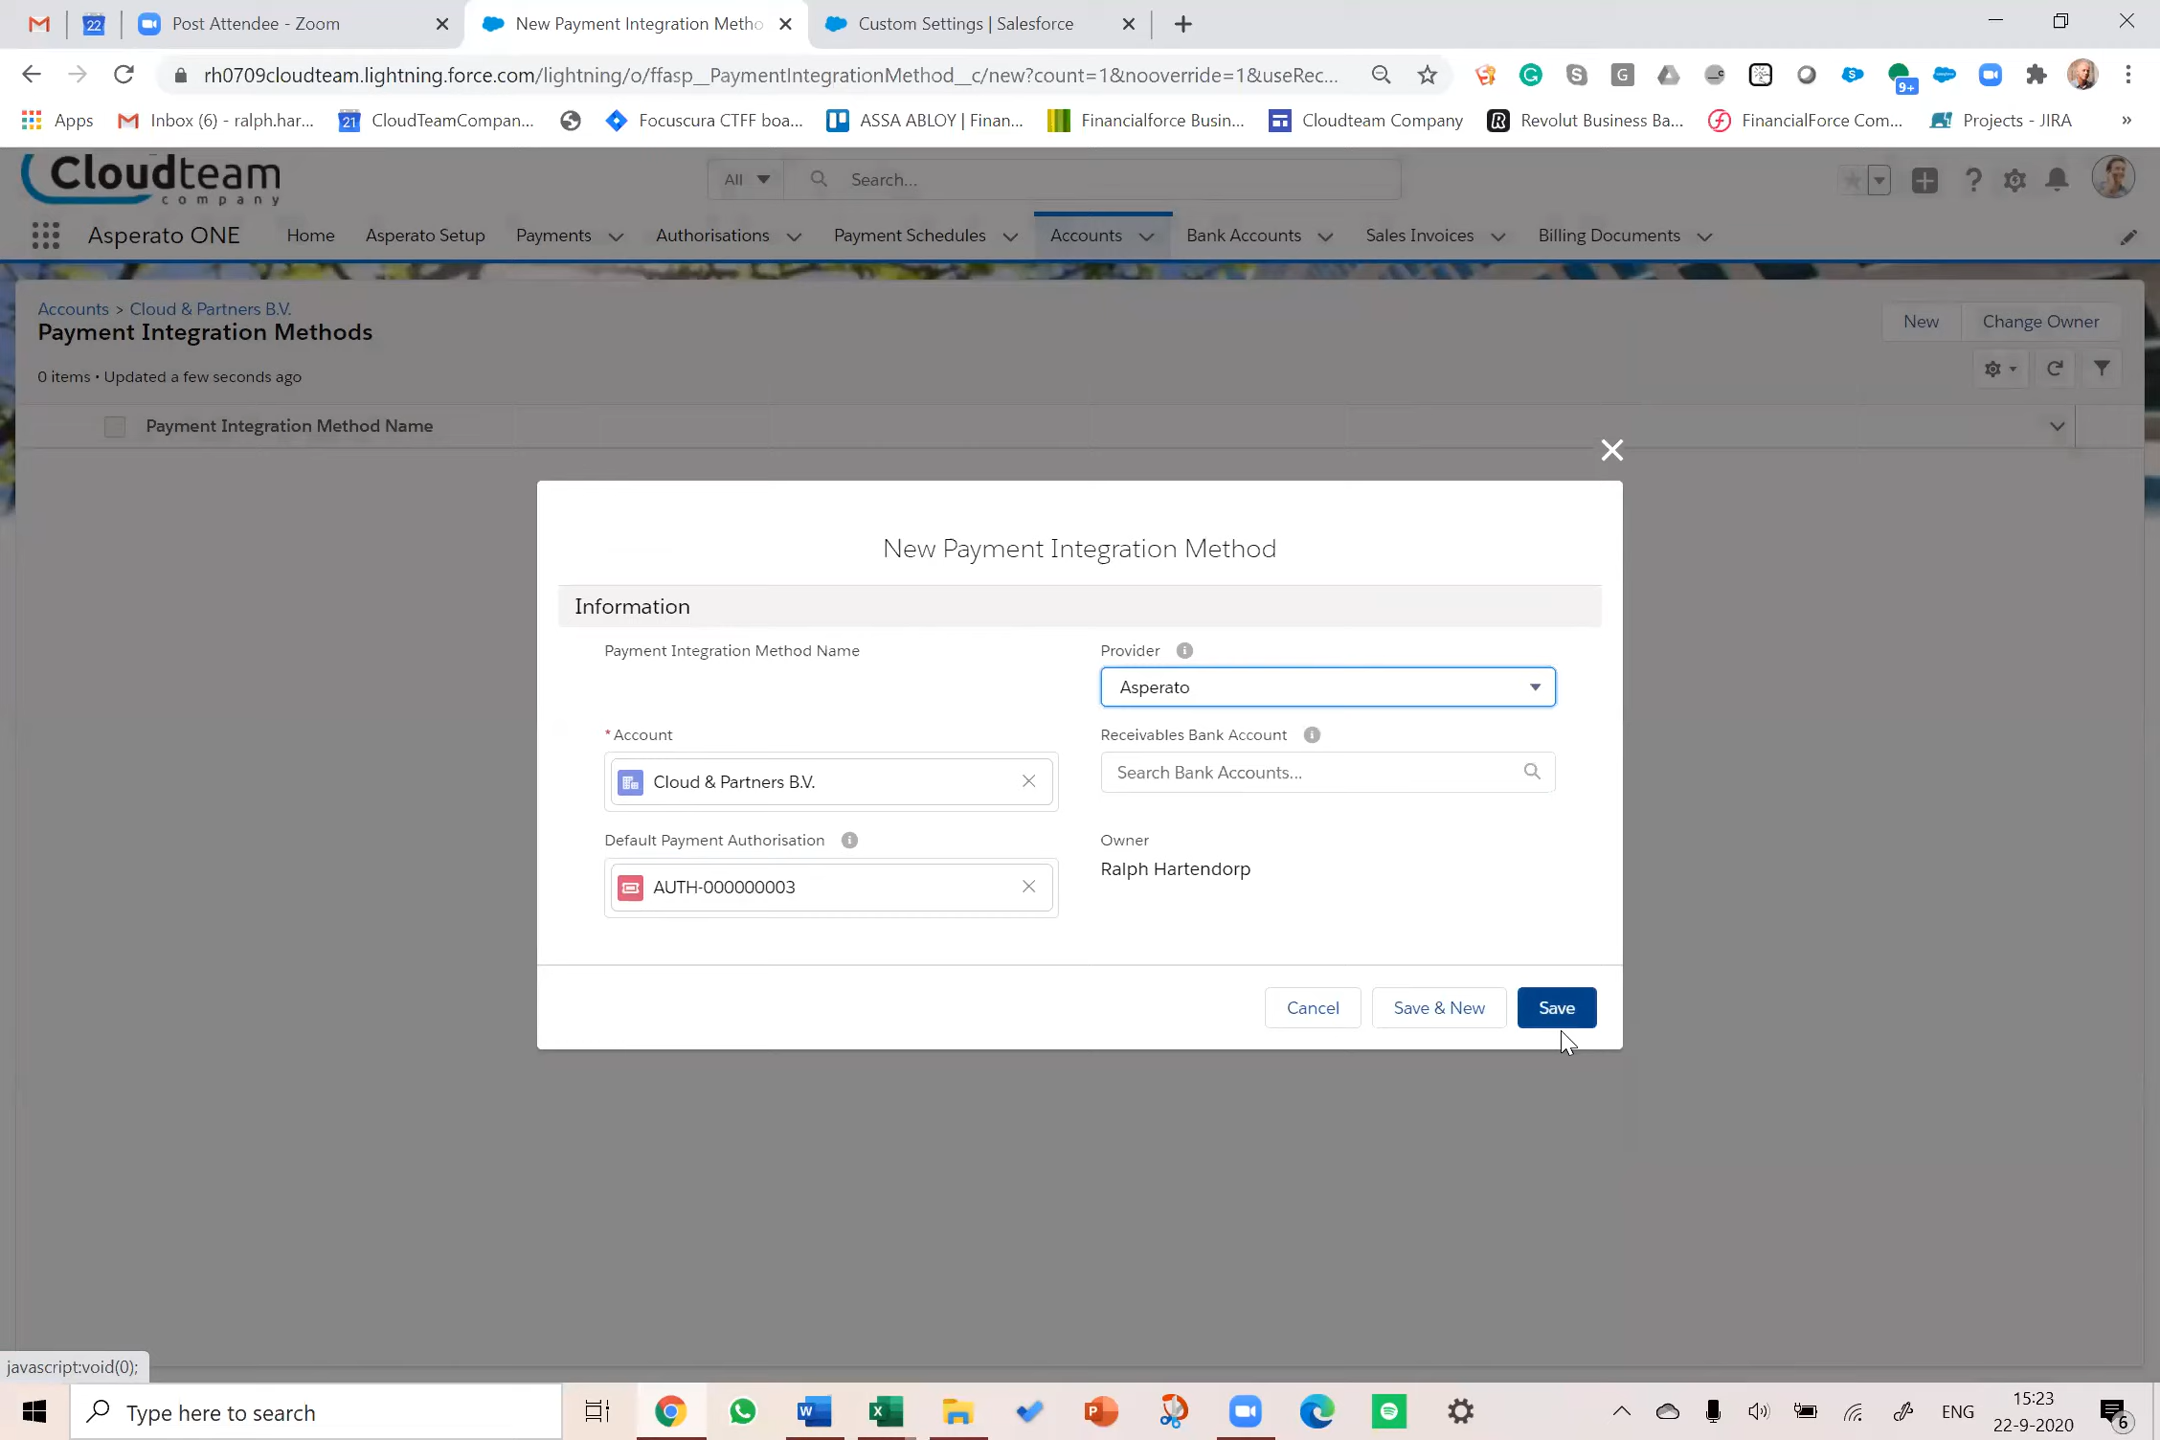 Post Attendee - Zoom
New Payment Integration Metho
Custom Settings | Salesforce
22
rh0709cloudteam.lightning.force.com/lightning/o/ffasp__PaymentIntegrationMethod__c/new?count=1&nooverride=1&useRec...
9+
Apps
Inbox (6) - ralph.har...
21
CloudTeamCompan...
Focuscura CTFF boa...
ASSA ABLOY | Finan...
Financialforce Busin...
Cloudteam Company
Revolut Business Ba...
FinancialForce Com...
Projects - JIRA
»
Cloudteam
company
All
Search...
Asperato ONE
Home
Asperato Setup
Payments
Authorisations
Payment Schedules
Accounts
Bank Accounts
Sales Invoices
Billing Documents
Accounts > Cloud & Partners B.V.
Payment Integration Methods
New
Change Owner
0 items • Updated a few seconds ago
Payment Integration Method Name
New Payment Integration Method
Information
Payment Integration Method Name
Provider
Asperato
* Account
Cloud & Partners B.V.
Receivables Bank Account
Search Bank Accounts...
Default Payment Authorisation
AUTH-000000003
Owner
Ralph Hartendorp
Cancel
Save & New
Save
javascript:void(0);
Type here to search
ENG
15:23
22-9-2020
6